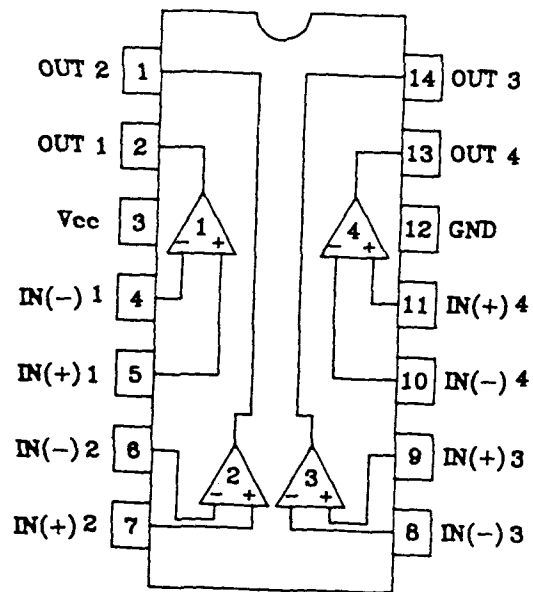 OUT 2 1 14 OUT 3
OUT 1 2 13 OUT 4
Vcc 3 1 4 12 GND
- + - +
IN(-) 1 4 11 IN(+) 4
IN(+) 1 5 10 IN(-) 4
IN(-) 2 6 2 3 9 IN(+) 3
- + - +
IN(+) 2 7 8 IN(-) 3